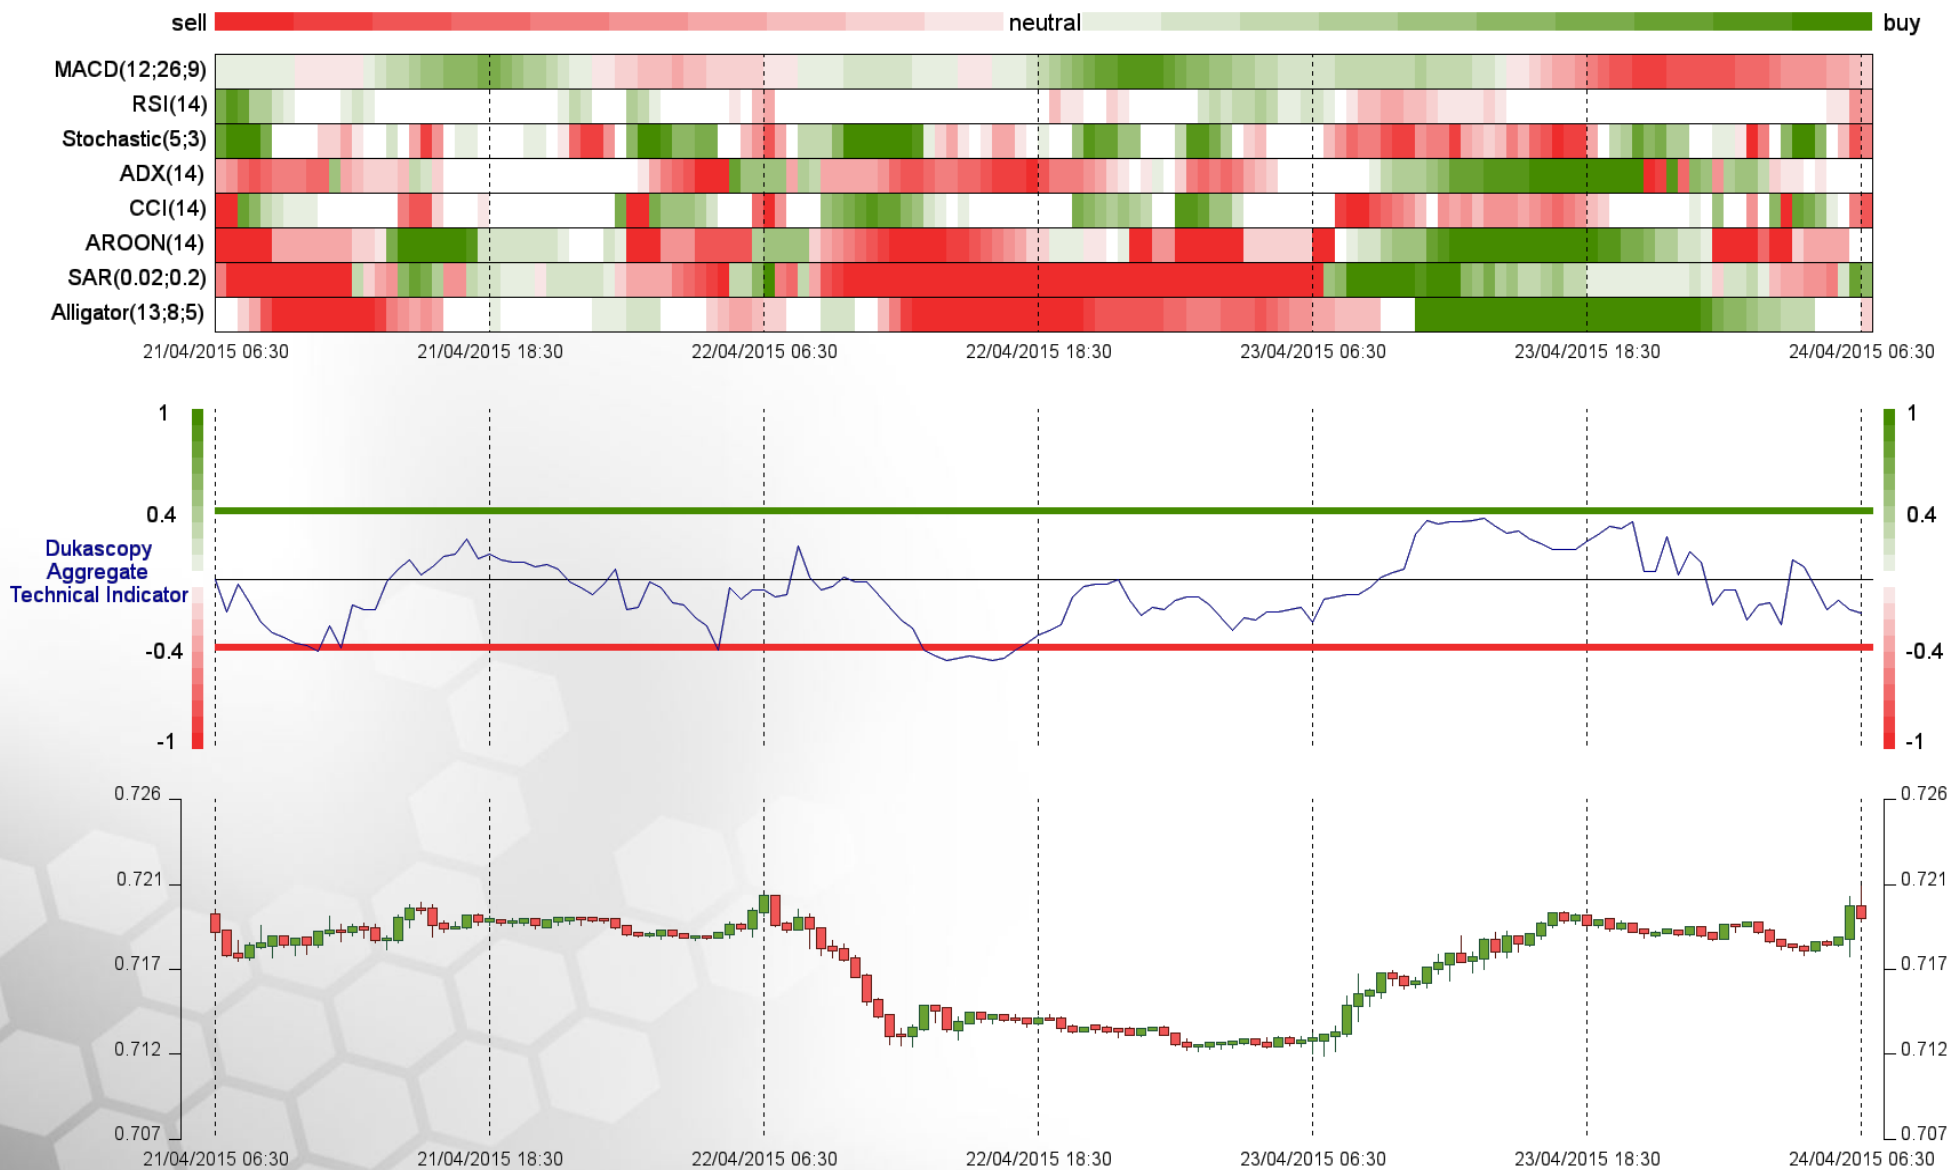 sell neutral buy
MACD(12;26;9)
RSI(14)
Stochastic(5;3)
ADX(14)
CCI(14)
AROON(14)
SAR(0.02;0.2)
Alligator(13;8;5)
21/04/2015 06:30 21/04/2015 18:30 22/04/2015 06:30 22/04/2015 18:30 23/04/2015 06:30 23/04/2015 18:30 24/04/2015 06:30
1 1
0.4 0.4
Dukascopy
Aggregate
Technical Indicator
-0.4 -0.4
-1 -1
0.726 0.726
0.721 0.721
0.717 0.717
0.712 0.712
0.707 0.707
21/04/2015 06:30 21/04/2015 18:30 22/04/2015 06:30 22/04/2015 18:30 23/04/2015 06:30 23/04/2015 18:30 24/04/2015 06:30